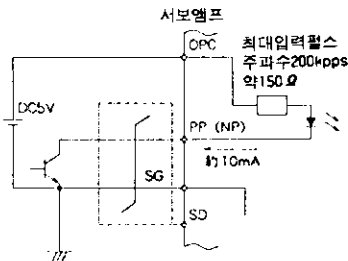 서보앰프
OPC
최대입력펄스
주파수200kpps
약150Ω
DC5V
PP (NP)
約10mA
SG
SD